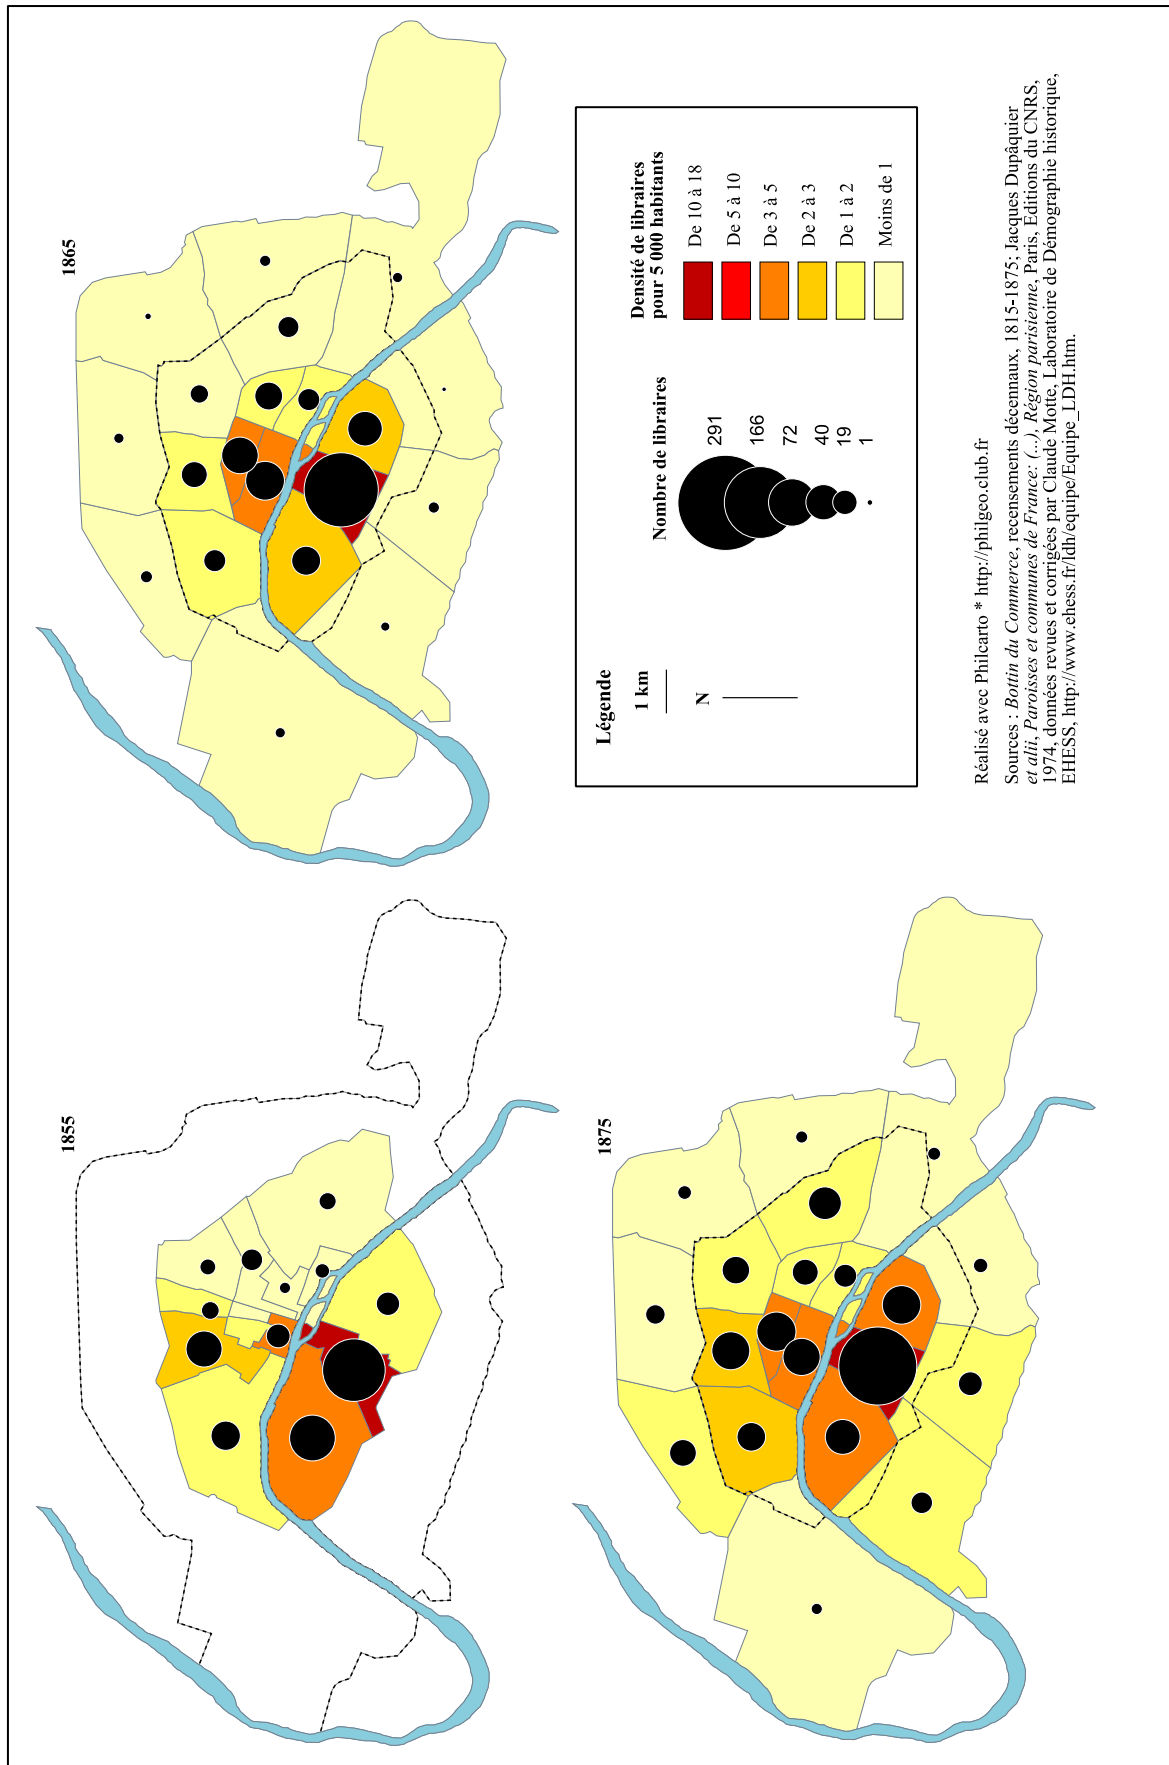 1855
1865
1875
Légende
1 km
N
Nombre de libraires
291
166
72
40
19
1
Densité de libraires
pour 5 000 habitants
De 10 à 18
De 5 à 10
De 3 à 5
De 2 à 3
De 1 à 2
Moins de 1
Réalisé avec Philcarto * http://philgeo.club.fr
Sources : Bottin du Commerce, recensements décennaux, 1815-1875; Jacques Dupâquier
et alii, Paroisses et communes de France: (...), Région parisienne, Paris, Editions du CNRS,
1974, données revues et corrigées par Claude Motte, Laboratoire de Démographie historique,
EHESS, http://www.ehess.fr/ldh/equipe/Equipe_LDH.htm.